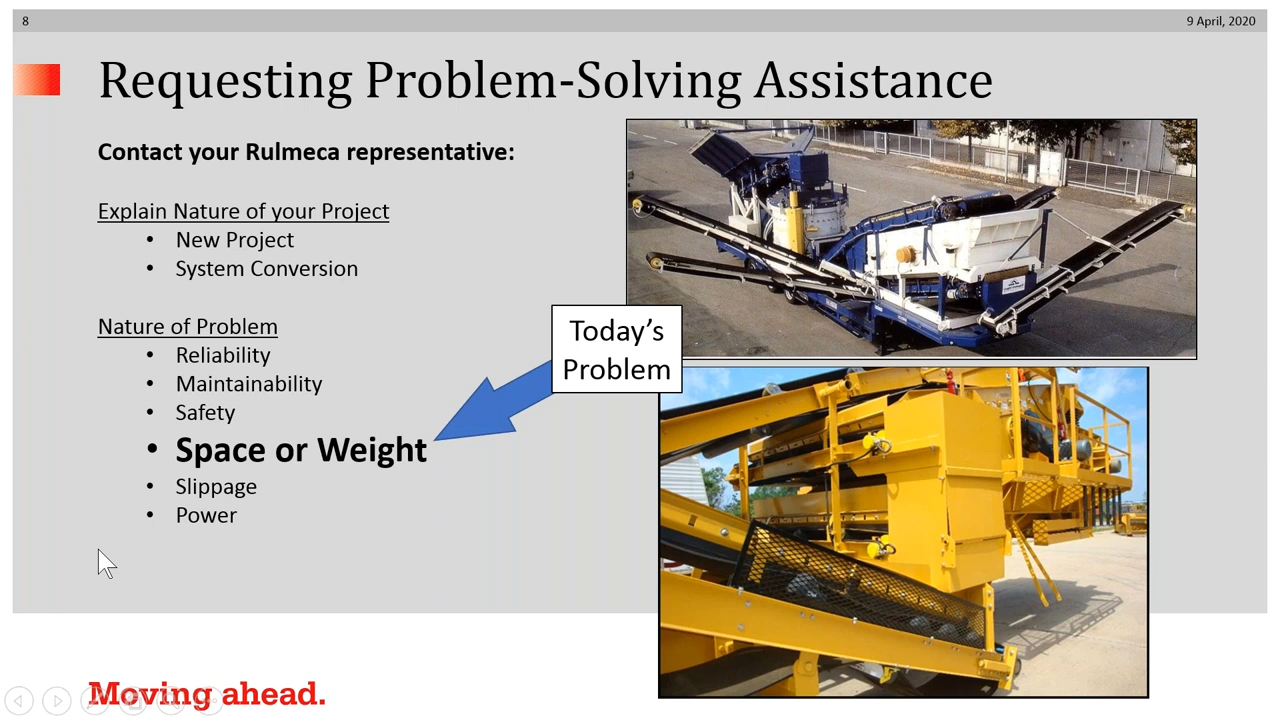 8
9 April, 2020
Requesting Problem-Solving Assistance
Contact your Rulmeca representative:
Explain Nature of your Project
• New Project
• System Conversion
Nature of Problem
• Reliability
• Maintainability
• Safety
• Space or Weight
• Slippage
• Power
Today's
Problem
Moving ahead.